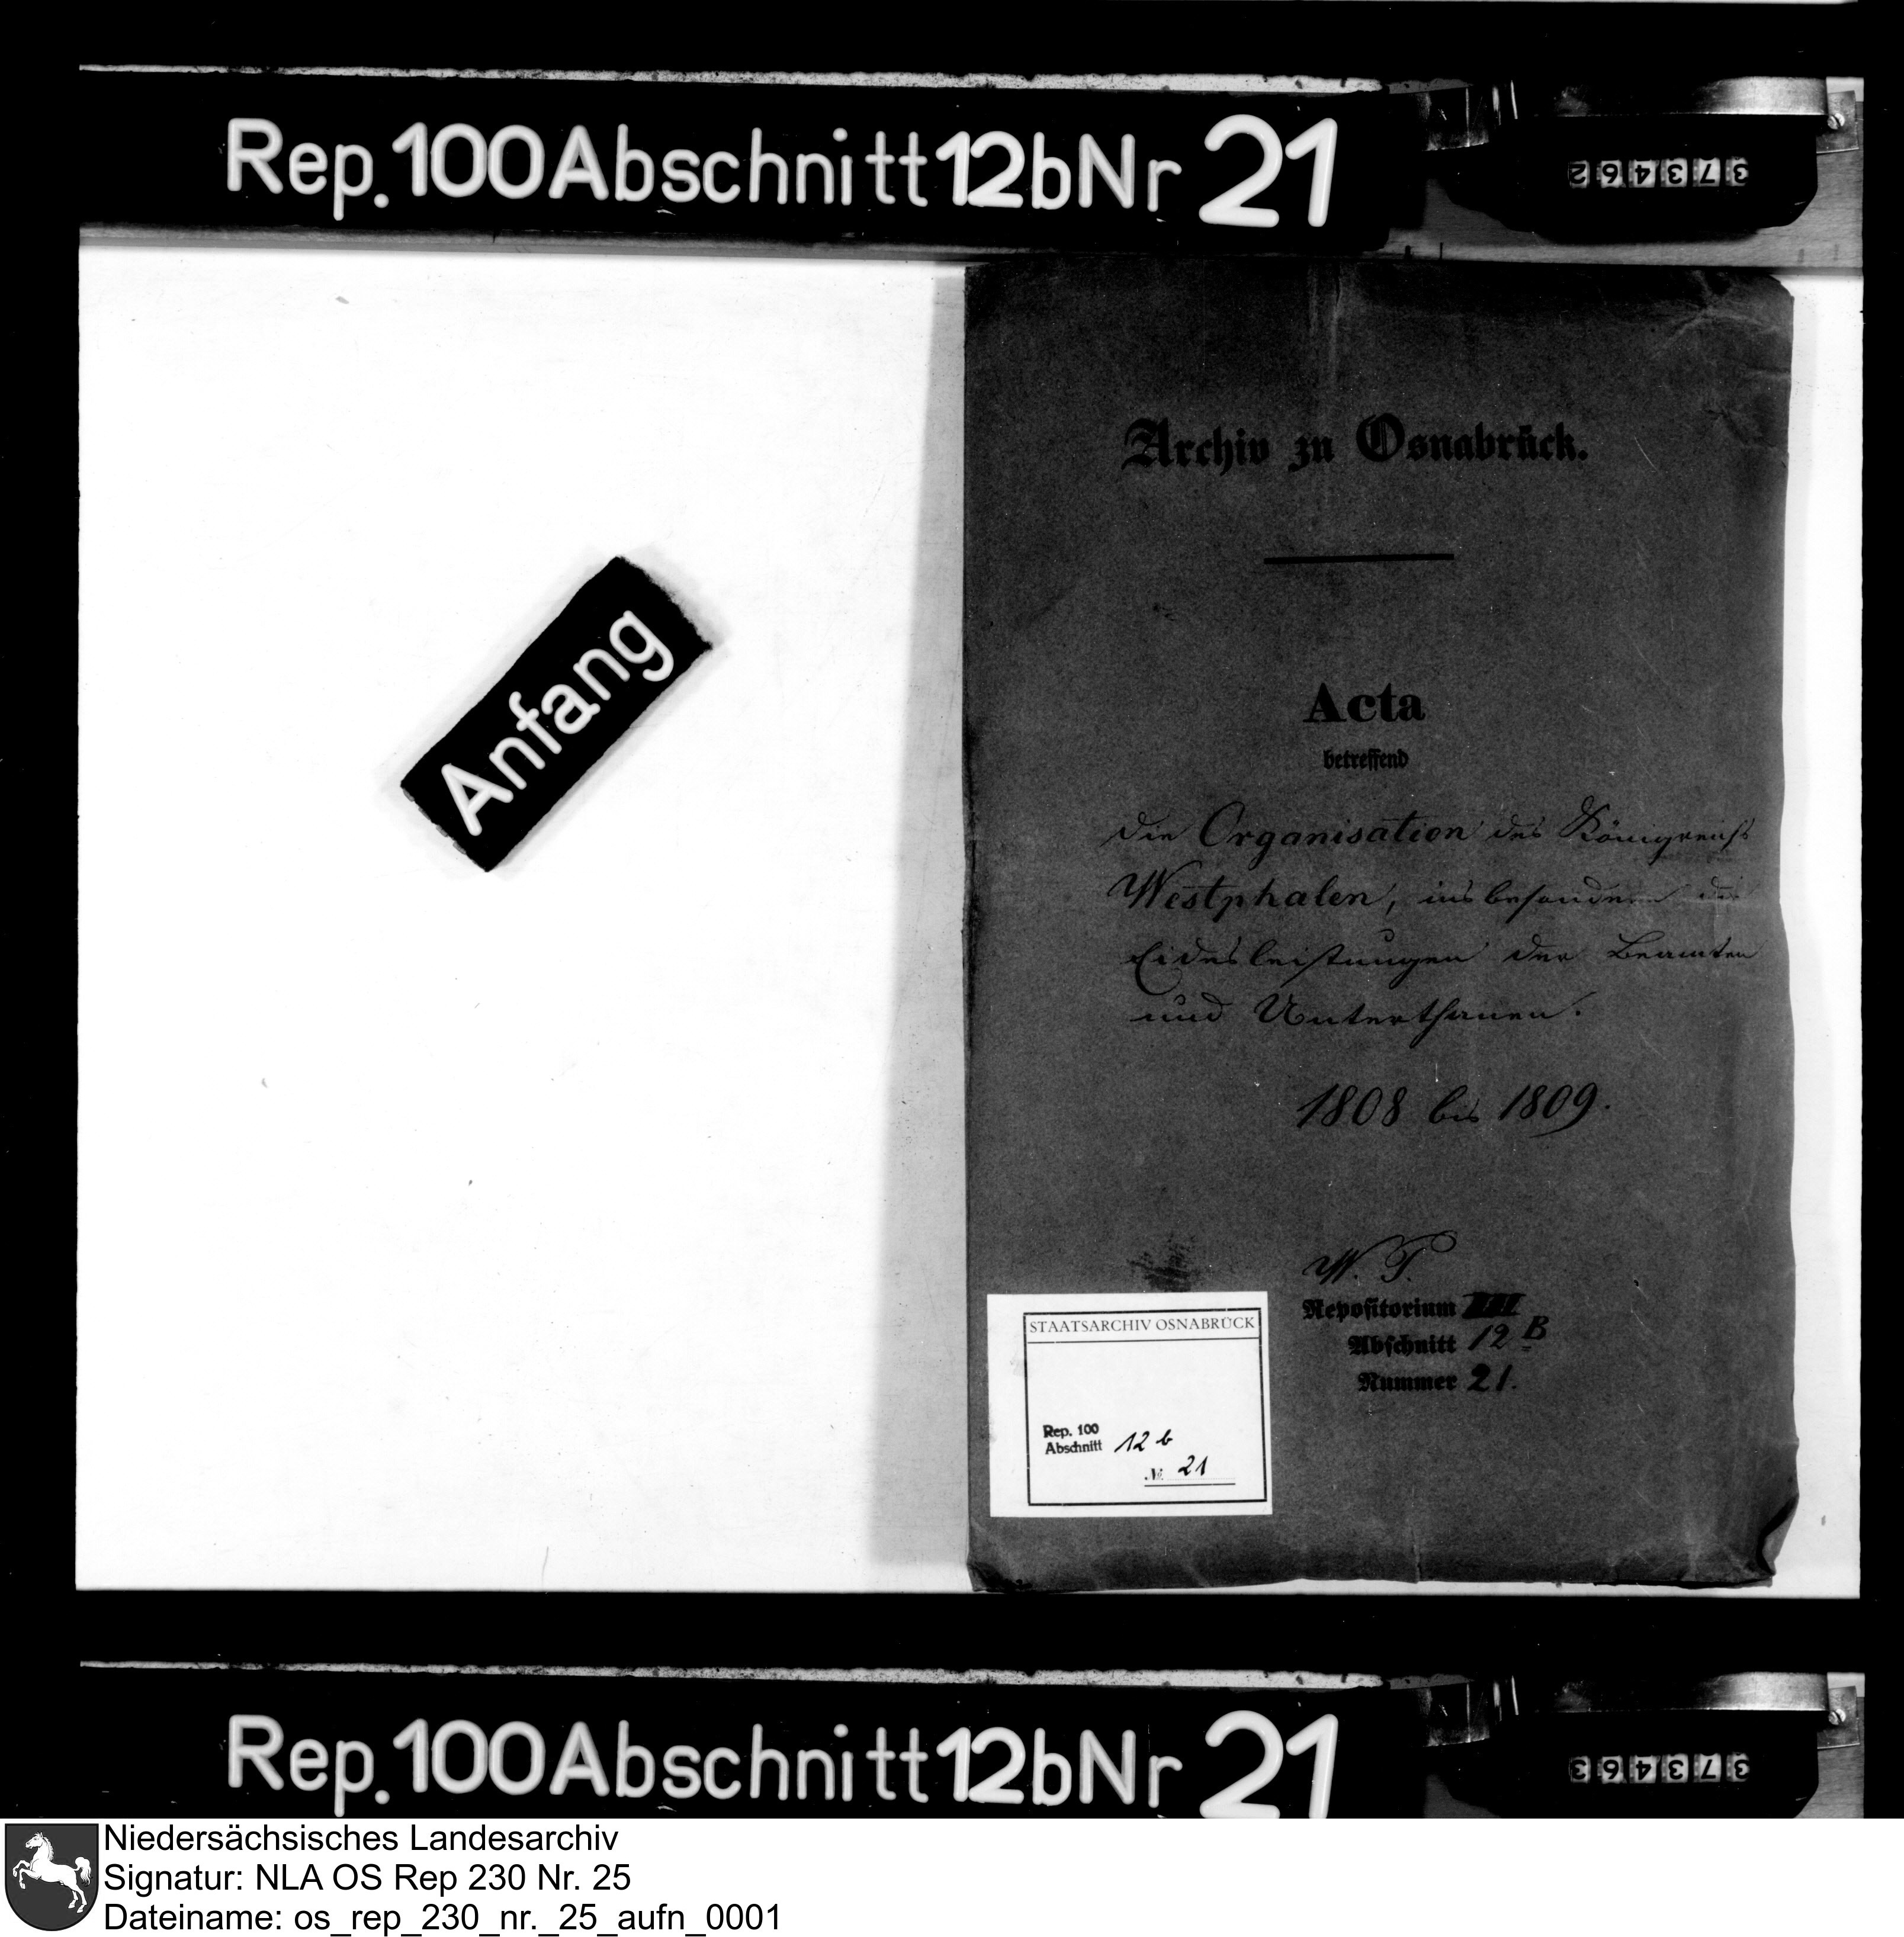 Rep. 100 Abschnitt 12b Nr 21
373462
Anfang
Archiv zu Osnabrück.
Acta
betreffend
die Organisation des Königreichs
Westphalen, insbesondere die
Eidesleistungen der Beamten
und Unterthanen.
1808 bis 1809.
W. T.
Repositorium III
Abschnitt 12 B
Nummer 21.
STAATSARCHIV OSNABRÜCK
Rep. 100
Abschnitt 12 b
№ 21
Rep. 100 Abschnitt 12b Nr 21
373463
Niedersächsisches Landesarchiv
Signatur: NLA OS Rep 230 Nr. 25
Dateiname: os_rep_230_nr._25_aufn_0001